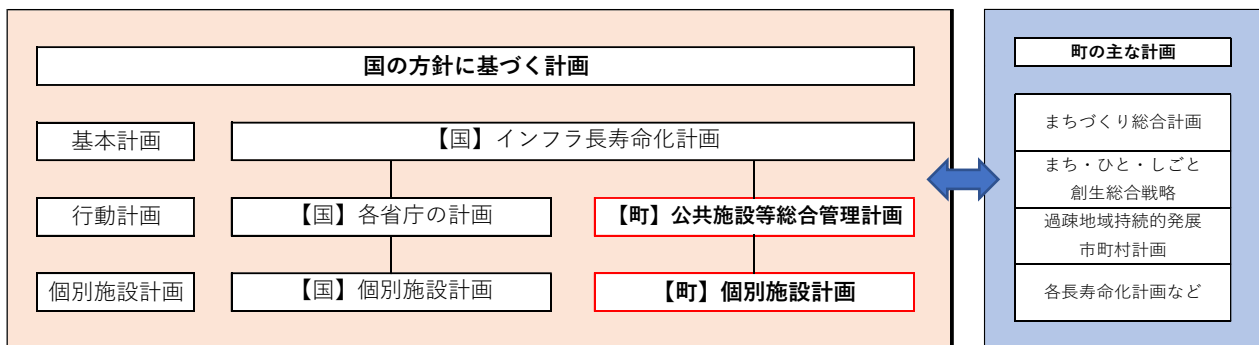 国の方針に基づく計画
基本計画
【国】インフラ長寿命化計画
行動計画
【国】各省庁の計画
【町】公共施設等総合管理計画
個別施設計画
【国】個別施設計画
【町】個別施設計画
町の主な計画
まちづくり総合計画
まち・ひと・しごと
創生総合戦略
過疎地域持続的発展
市町村計画
各長寿命化計画など